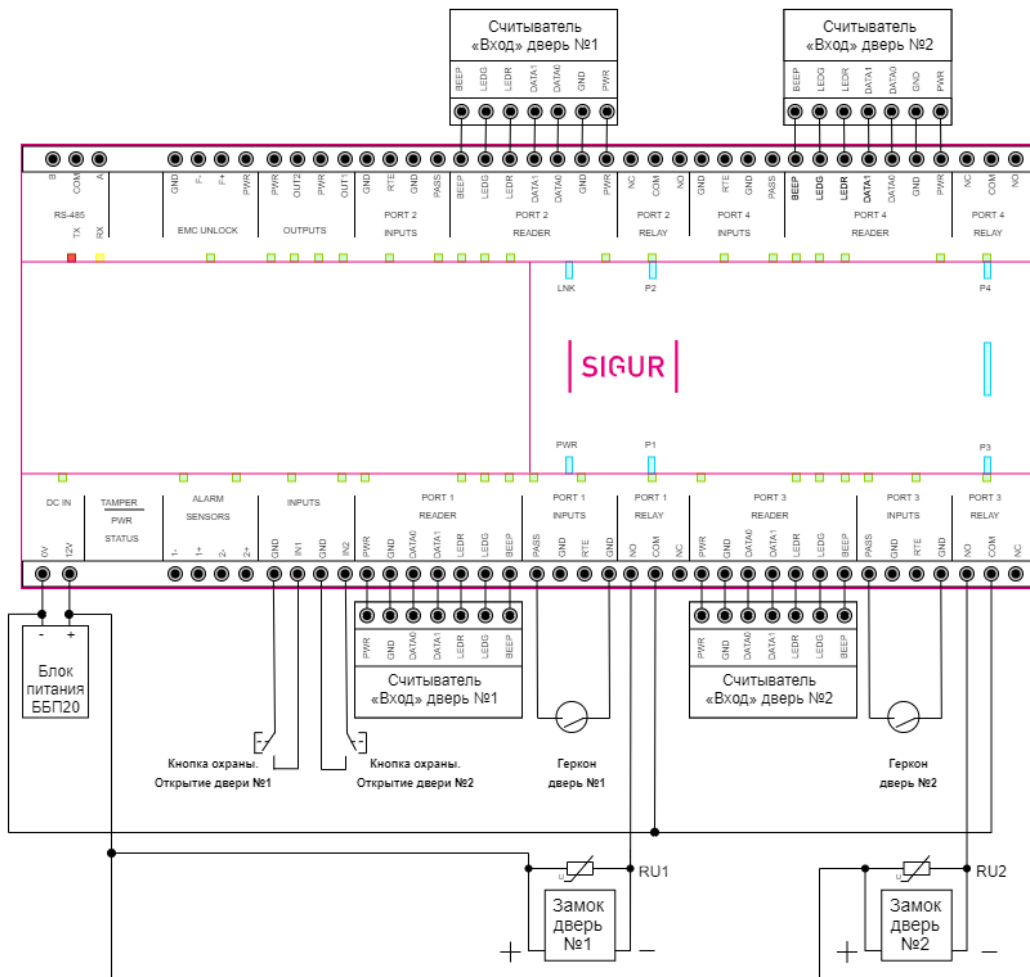 Считыватель
«Вход» дверь №1
BEEP LEDG LEDR DATA1 DATA0 GND PWR
Считыватель
«Вход» дверь №2
BEEP LEDG LEDR DATA1 DATA0 GNO PWR
B COM A
GND F- F+ PWR
PWR OUT2 PWR OUT1
GND RTE GND PASS
BEEP LEDG LEDR DATA1 DATA0 GND PWR
NC COM NO
GND RTE GND PASS
BEEP LEDG LEDR DATA1 DATA0 GND PWR
NC COM NO
RS-485
TX RX
EMC UNLOCK
OUTPUTS
PORT 2
INPUTS
PORT 2
READER
PORT 2
RELAY
PORT 4
INPUTS
PORT 4
READER
PORT 4
RELAY
LNK
P2
P4
SIGUR
PWR
P1
P3
DC IN
TAMPER
PWR
STATUS
ALARM
SENSORS
INPUTS
PORT 1
READER
PORT 1
INPUTS
PORT 1
RELAY
PORT 3
READER
PORT 3
INPUTS
PORT 3
RELAY
0V 12V
1- 1+ 2- 2+
GND IN1 GND IN2
PWR GND DATA0 DATA1 LEDR LEDG BEEP
PASS GND RTE GND
NO COM NC
PWR GND DATA0 DATA1 LEDR LEDG BEEP
PASS GND RTE GND
NO COM NC
- +
Блок
питания
ББП20
PWR GND DATA0 DATA1 LEDR LEDG BEEP
Считыватель
«Вход» дверь №1
PWR GND DATA0 DATA1 LEDR LEDG BEEP
Считыватель
«Вход» дверь №2
Кнопка охраны.
Открытие двери №1
Кнопка охраны.
Открытие двери №2
Геркон
дверь №1
Геркон
дверь №2
U
RU1
Замок
дверь
№1
+ −
U
RU2
Замок
дверь
№2
+ −